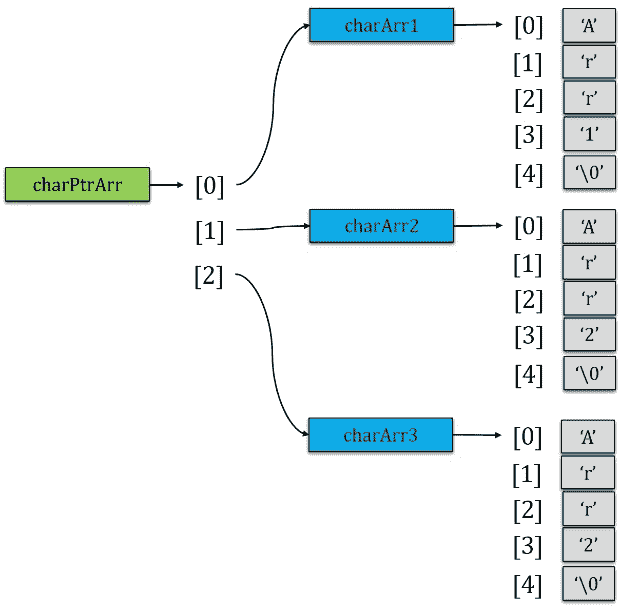 charArr1 [0] ‘A’
[1] ‘r’
[2] ‘r’
[3] ‘1’
[4] ‘\0’
charPtrArr [0]
[1]
[2]
charArr2 [0] ‘A’
[1] ‘r’
[2] ‘r’
[3] ‘2’
[4] ‘\0’
charArr3 [0] ‘A’
[1] ‘r’
[2] ‘r’
[3] ‘2’
[4] ‘\0’